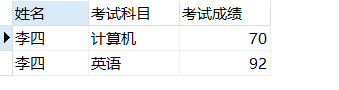 姓名 考试科目 考试成绩
李四 计算机 70
李四 英语 92